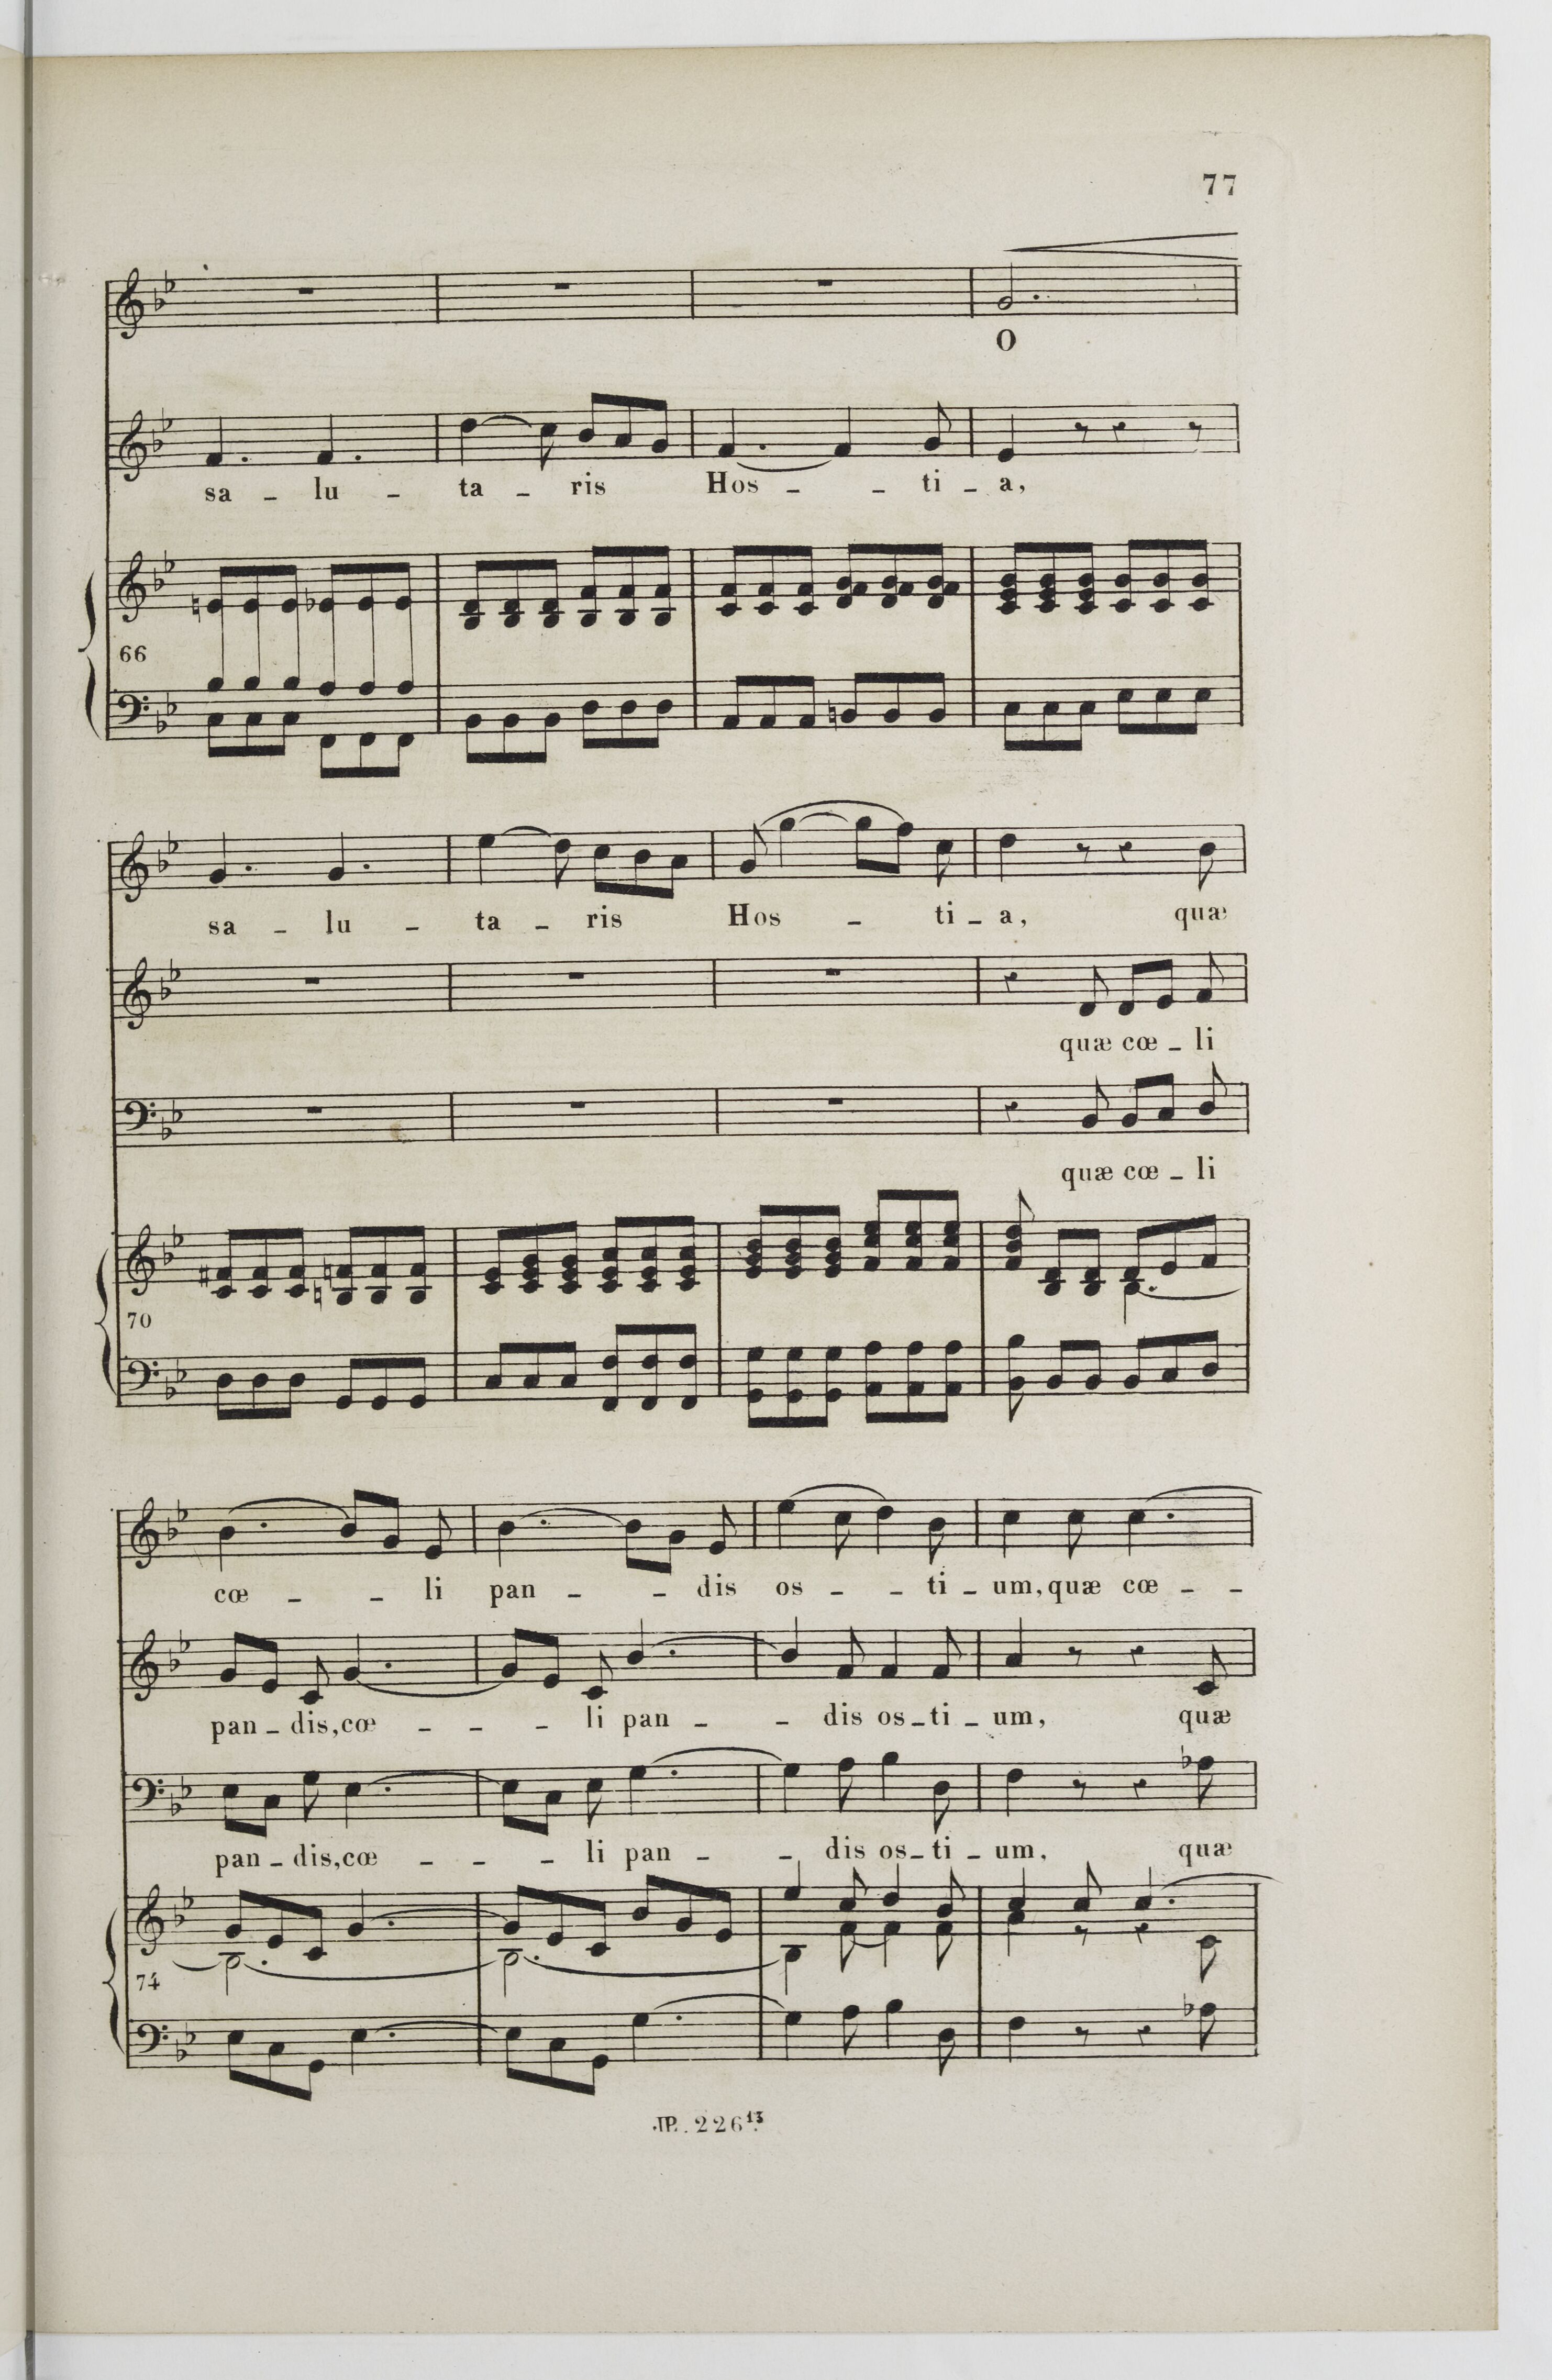 77
O
sa - lu - ta - ris Hos - - ti - a,
66
sa - lu - ta - ris Hos - ti - a, quæ
quæ cœ - li
quæ cœ - li
70
cœ - - li pan - - dis os - - ti - um, quæ cœ - -
pan - dis, cœ - - - li pan - - dis os - ti - um, quæ
pan - dis, cœ - - - li pan - - dis os - ti - um, quæ
74
226 13